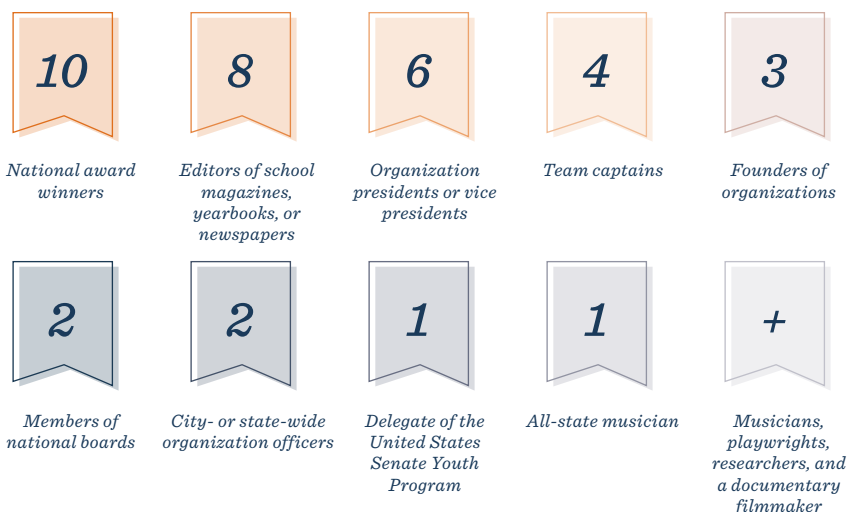 10
National award
winners
8
Editors of school
magazines,
yearbooks, or
newspapers
6
Organization
presidents or vice
presidents
4
Team captains
3
Founders of
organizations
2
Members of
national boards
2
City- or state-wide
organization officers
1
Delegate of the
United States
Senate Youth
Program
1
All-state musician
+
Musicians,
playwrights,
researchers, and
a documentary
filmmaker